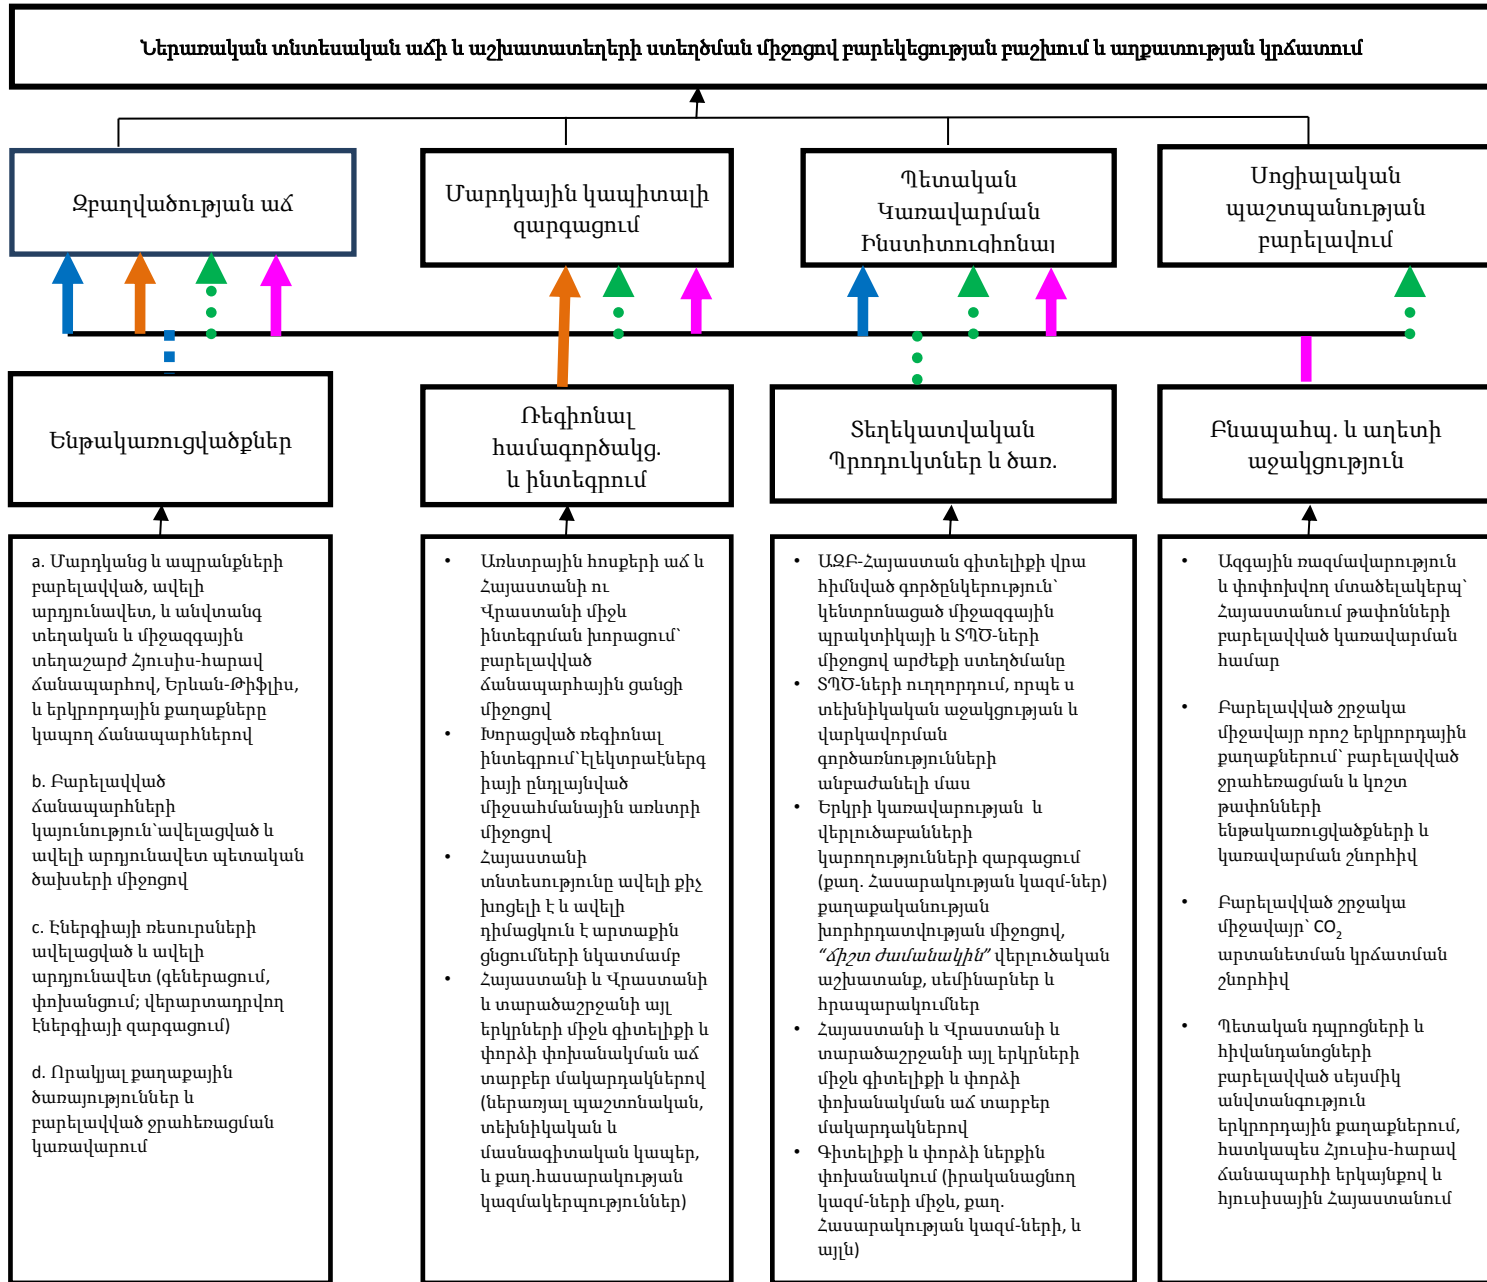 Ներառական տնտեսական աճի և աշխատատեղերի ստեղծման միջոցով բարեկեցության բաշխում և աղքատության կրճատում
Զբաղվածության աճ
Մարդկային կապիտալի
զարգացում
Պետական
Կառավարման
Ինստիտուցիոնալ
Սոցիալական
պաշտպանության
բարելավում
Ենթակառուցվածքներ
Ռեգիոնալ
համագործակց.
և ինտեգրում
Տեղեկատվական
Պրոդուկտներ և ծառ.
Բնապահպ. և աղետի
աջակցություն
a. Մարդկանց և ապրանքների
բարելավված, ավելի
արդյունավետ, և անվտանգ
տեղական և միջազգային
տեղաշարժ Հյուսիս-հարավ
ճանապարհով, Երևան-Թիֆլիս,
և երկրորդային քաղաքները
կապող ճանապարհներով
b. Բարելավված
ճանապարհների
կայունություն՝ավելացված և
ավելի արդյունավետ պետական
ծախսերի միջոցով
c. Էներգիայի ռեսուրսների
ավելացված և ավելի
արդյունավետ (գեներացում,
փոխանցում; վերարտադրվող
էներգիայի զարգացում)
d. Որակյալ քաղաքային
ծառայություններ և
բարելավված ջրահեռացման
կառավարում
• Առևտրային հոսքերի աճ և
Հայաստանի ու
Վրաստանի միջև
ինտեգրման խորացում՝
բարելավված
ճանապարհային ցանցի
միջոցով
• Խորացված ռեգիոնալ
ինտեգրում՝էլեկտրաէներգ
իայի ընդլայնված
միջսահմանային առևտրի
միջոցով
• Հայաստանի
տնտեսությունը ավելի քիչ
խոցելի է և ավելի
դիմացկուն է արտաքին
ցնցումների նկատմամբ
• Հայաստանի և Վրաստանի
և տարածաշրջանի այլ
երկրների միջև գիտելիքի և
փորձի փոխանակման աճ
տարբեր մակարդակներով
(ներառյալ պաշտոնական,
տեխնիկական և
մասնագիտական կապեր,
և քաղ.հասարակության
կազմակերպություններ)
• ԱԶԲ-Հայաստան գիտելիքի վրա
հիմնված գործընկերություն՝
կենտրոնացած միջազգային
պրակտիկայի և ՏՊԾ-ների
միջոցով արժեքի ստեղծմանը
• ՏՊԾ-ների ուղղորդում, որպե ս
տեխնիկական աջակցության և
վարկավորման
գործառնությունների
անբաժանելի մաս
• Երկրի կառավարության և
վերլուծաբանների
կարողությունների զարգացում
(քաղ. Հասարակության կազմ-ներ)
քաղաքականության
խորհրդատվության միջոցով,
“ճիշտ ժամանակին” վերլուծական
աշխատանք, սեմինարներ և
հրապարակումներ
• Հայաստանի և Վրաստանի և
տարածաշրջանի այլ երկրների
միջև գիտելիքի և փորձի
փոխանակման աճ տարբեր
մակարդակներով
• Գիտելիքի և փորձի ներքին
փոխանակում (իրականացնող
կազմ-ների միջև, քաղ.
Հասարակության կազմ-ների, և
այլն)
• Ազգային ռազմավարություն
և փոփոխվող մտածելակերպ՝
Հայաստանում թափոնների
բարելավված կառավարման
համար
• Բարելավված շրջակա
միջավայր որոշ երկրորդային
քաղաքներում՝ բարելավված
ջրահեռացման և կոշտ
թափոնների
ենթակառուցվածքների և
կառավարման շնորհիվ
• Բարելավված շրջակա
միջավայր՝ CO₂
արտանետման կրճատման
շնորհիվ
• Պետական դպրոցների և
հիվանդանոցների
բարելավված սեյսմիկ
անվտանգություն
երկրորդային քաղաքներում,
հատկապես Հյուսիս-հարավ
ճանապարհի երկայնքով և
հյուսիսային Հայաստանում